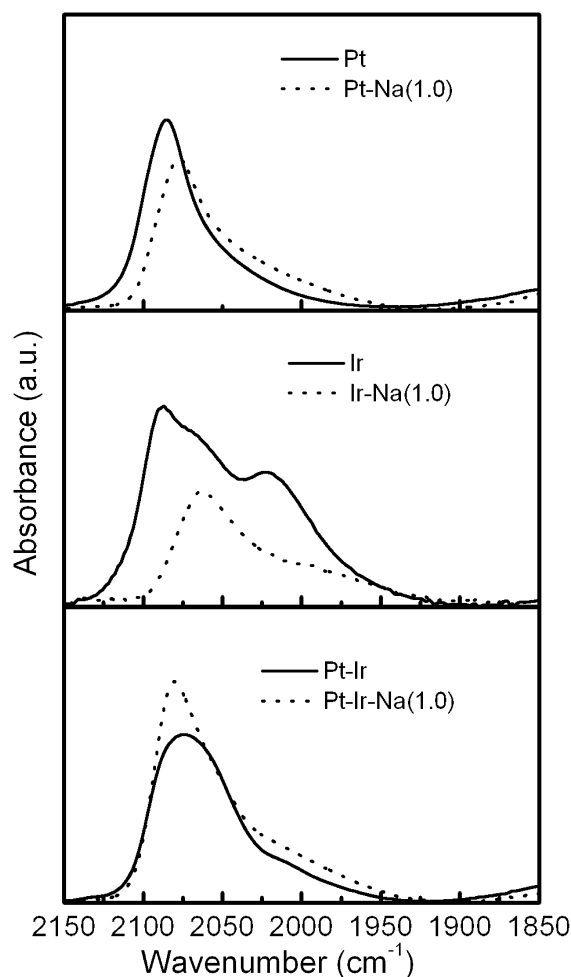 Pt
Pt-Na(1.0)
Ir
Ir-Na(1.0)
Pt-Ir
Pt-Ir-Na(1.0)
Absorbance (a.u.)
2150 2100 2050 2000 1950 1900 1850
Wavenumber (cm⁻¹)